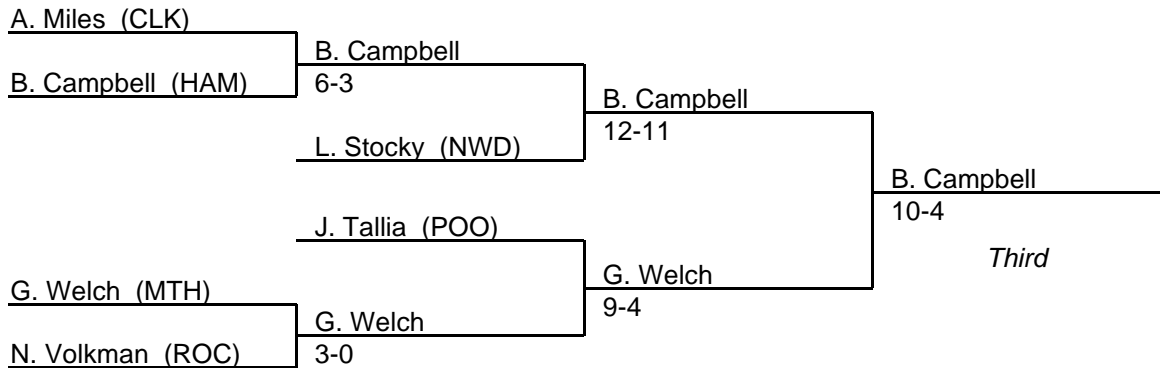 A. Miles (CLK)
B. Campbell
B. Campbell (HAM)
6-3
B. Campbell
12-11
L. Stocky (NWD)
B. Campbell
10-4
J. Tallia (POO)
Third
G. Welch (MTH)
G. Welch
9-4
G. Welch
N. Volkman (ROC)
3-0